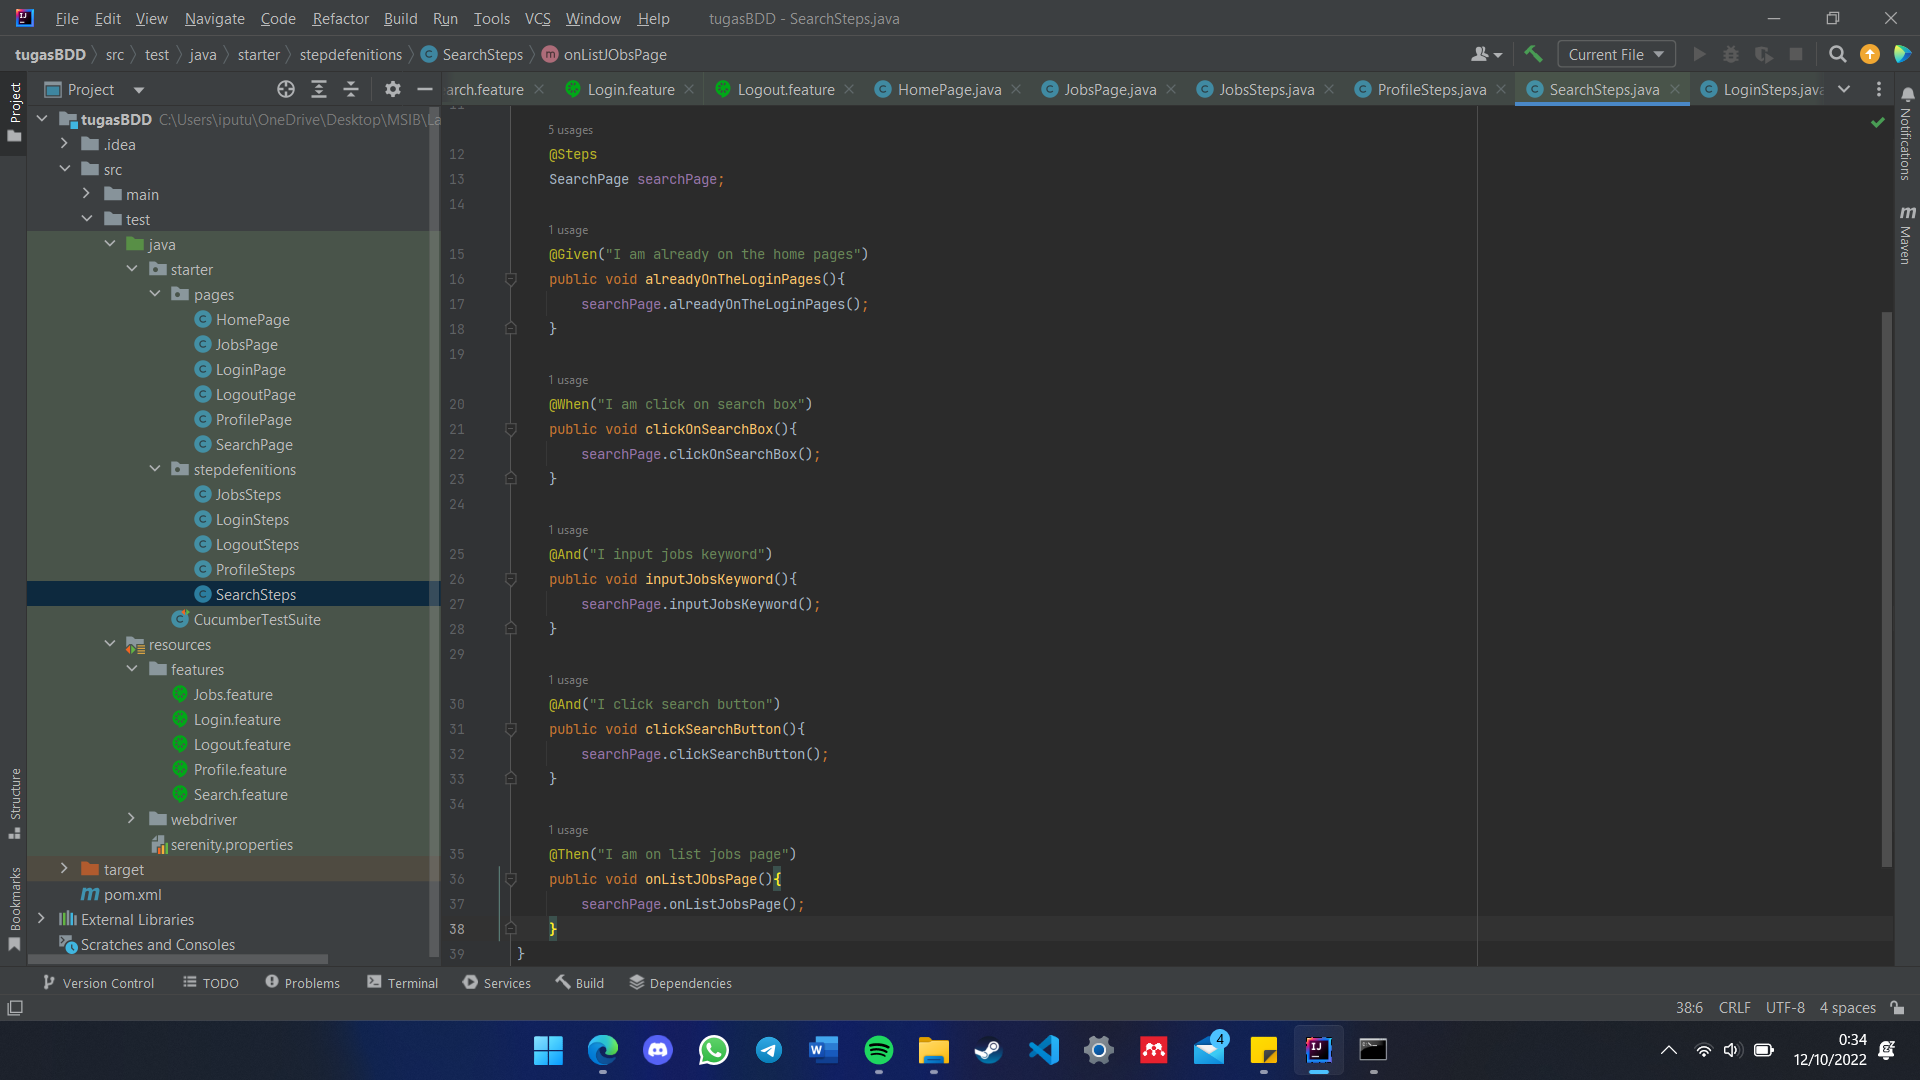 File Edit View Navigate Code Refactor Build Run Tools VCS Window Help tugasBDD - SearchSteps.java
tugasBDD src test java starter stepdefenitions SearchSteps onListJObsPage
Current File
Project
arch.feature Login.feature Logout.feature HomePage.java JobsPage.java JobsSteps.java ProfileSteps.java SearchSteps.java LoginSteps.java
Project
Structure
Bookmarks
tugasBDD C:\Users\iputu\OneDrive\Desktop\MSIB\La
.idea
src
main
test
java
starter
pages
HomePage
JobsPage
LoginPage
LogoutPage
ProfilePage
SearchPage
stepdefenitions
JobsSteps
LoginSteps
LogoutSteps
ProfileSteps
SearchSteps
CucumberTestSuite
resources
features
Jobs.feature
Login.feature
Logout.feature
Profile.feature
Search.feature
webdriver
serenity.properties
target
pom.xml
External Libraries
Scratches and Consoles
11
5 usages
12 @Steps
13 SearchPage searchPage;
14
1 usage
15 @Given("I am already on the home pages")
16 public void alreadyOnTheLoginPages(){
17 searchPage.alreadyOnTheLoginPages();
18 }
19
1 usage
20 @When("I am click on search box")
21 public void clickOnSearchBox(){
22 searchPage.clickOnSearchBox();
23 }
24
1 usage
25 @And("I input jobs keyword")
26 public void inputJobsKeyword(){
27 searchPage.inputJobsKeyword();
28 }
29
1 usage
30 @And("I click search button")
31 public void clickSearchButton(){
32 searchPage.clickSearchButton();
33 }
34
1 usage
35 @Then("I am on list jobs page")
36 public void onListJObsPage(){
37 searchPage.onListJobsPage();
38 }
39 }
Notifications
Maven
Version Control TODO Problems Terminal Services Build Dependencies
38:6 CRLF UTF-8 4 spaces
4
0:34
12/10/2022